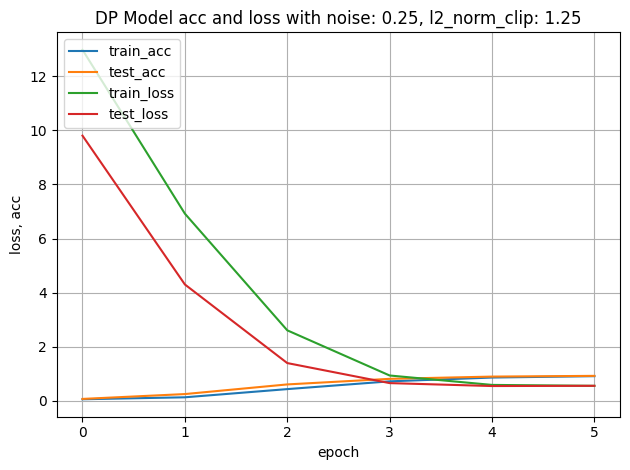 DP Model acc and loss with noise: 0.25, l2_norm_clip: 1.25
train_acc
test_acc
train_loss
test_loss
12
10
8
6
4
2
0
loss, acc
0 1 2 3 4 5
epoch